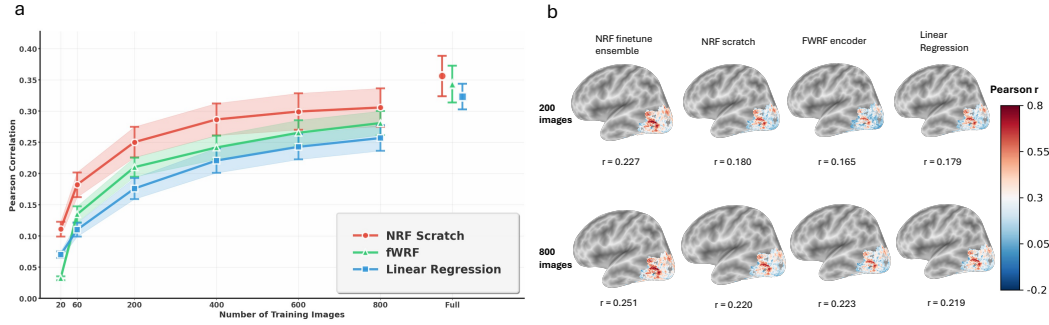 a
0.40
0.35
0.30
0.25
0.20
0.15
0.10
0.05
0.00
Pearson Correlation
20 60 200 400 600 800 Full
Number of Training Images
NRF Scratch
fWRF
Linear Regression
b
NRF finetune
ensemble
NRF scratch
FWRF encoder
Linear
Regression
200
images
r = 0.227
r = 0.180
r = 0.165
r = 0.179
800
images
r = 0.251
r = 0.220
r = 0.223
r = 0.219
Pearson r
0.8
0.55
0.3
0.05
-0.2